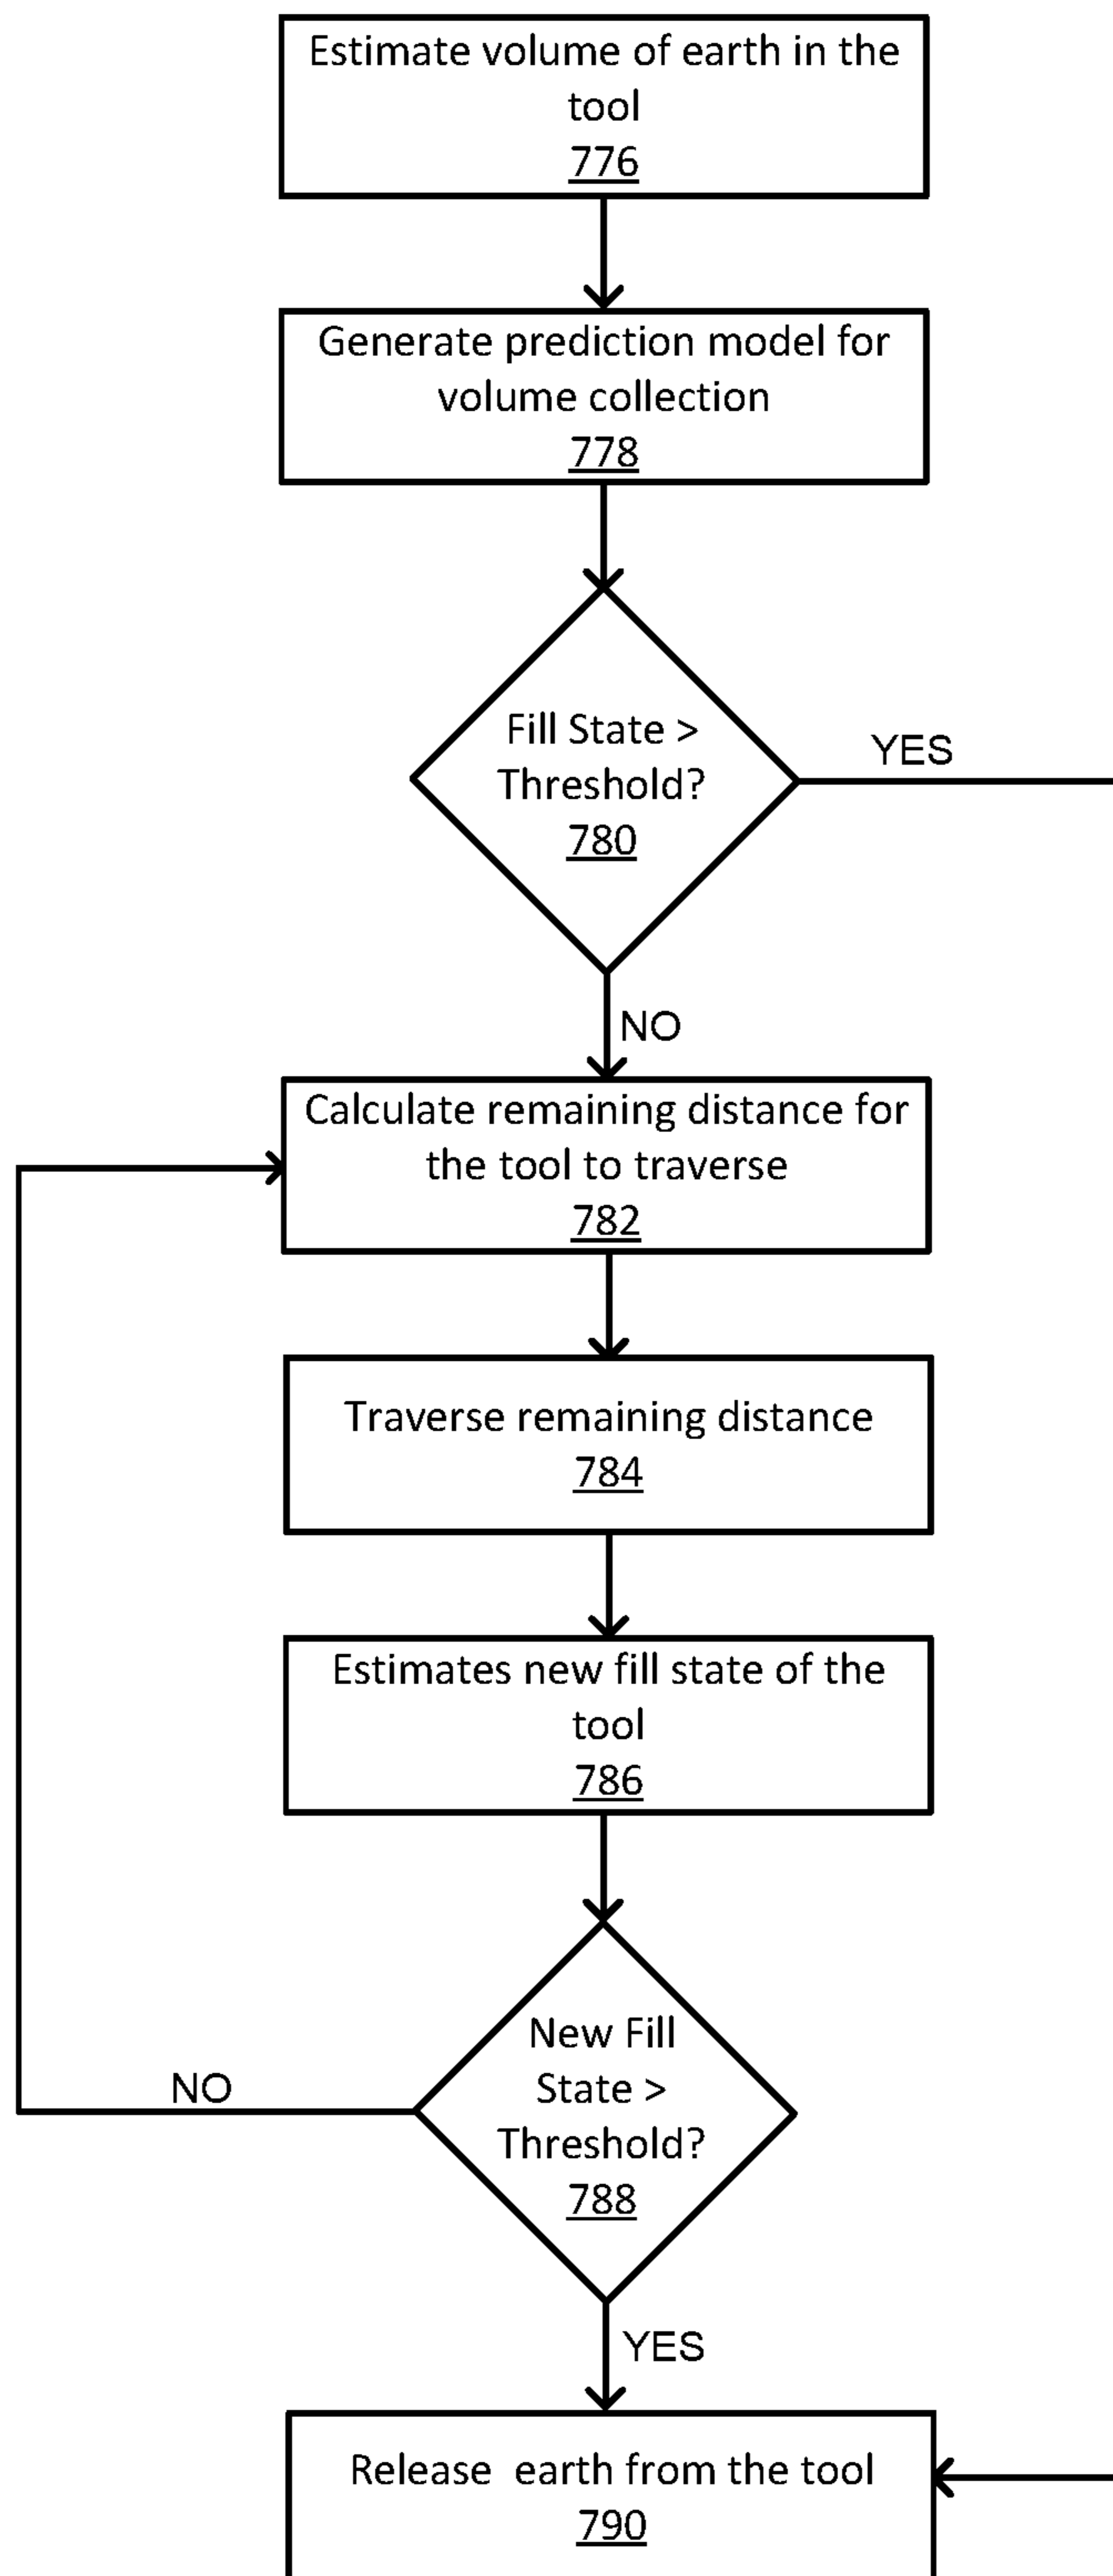 Estimate volume of earth in the
tool
776
Generate prediction model for
volume collection
778
Fill State >
Threshold?
780
YES
NO
Calculate remaining distance for
the tool to traverse
782
Traverse remaining distance
784
Estimates new fill state of the
tool
786
New Fill
State >
Threshold?
788
NO
YES
Release earth from the tool
790